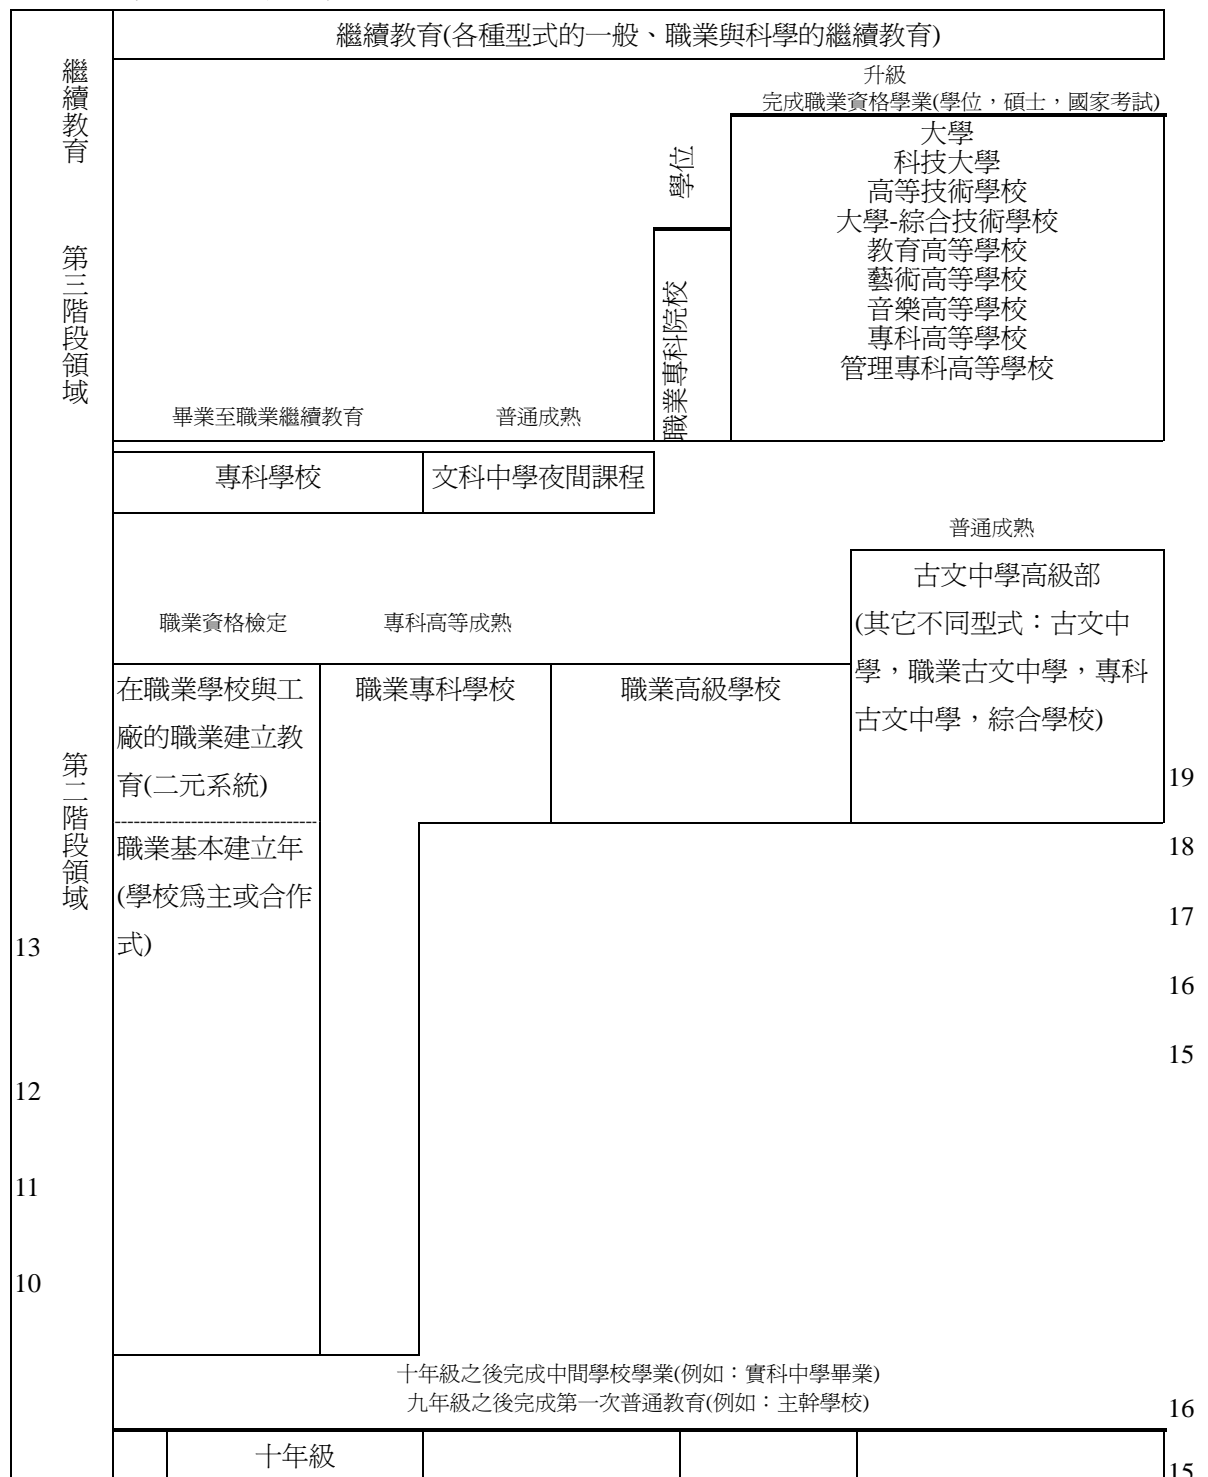 繼續教育(各種型式的一般、職業與科學的繼續教育)
繼續教育
升級
完成職業資格學業(學位,碩士,國家考試)
大學
科技大學
高等技術學校
大學-綜合技術學校
教育高等學校
藝術高等學校
音樂高等學校
專科高等學校
管理專科高等學校
學位
職業專科院校
第三階段領域
畢業至職業繼續教育
普通成熟
專科學校
文科中學夜間課程
普通成熟
古文中學高級部
(其它不同型式:古文中
學,職業古文中學,專科
古文中學,綜合學校)
職業資格檢定
專科高等成熟
在職業學校與工
廠的職業建立教
育(二元系統)
職業專科學校
職業高級學校
第二階段領域
職業基本建立年
(學校為主或合作
式)
19
18
17
16
15
13
12
11
10
十年級之後完成中間學校學業(例如:實科中學畢業)
九年級之後完成第一次普通教育(例如:主幹學校)
16
十年級
15